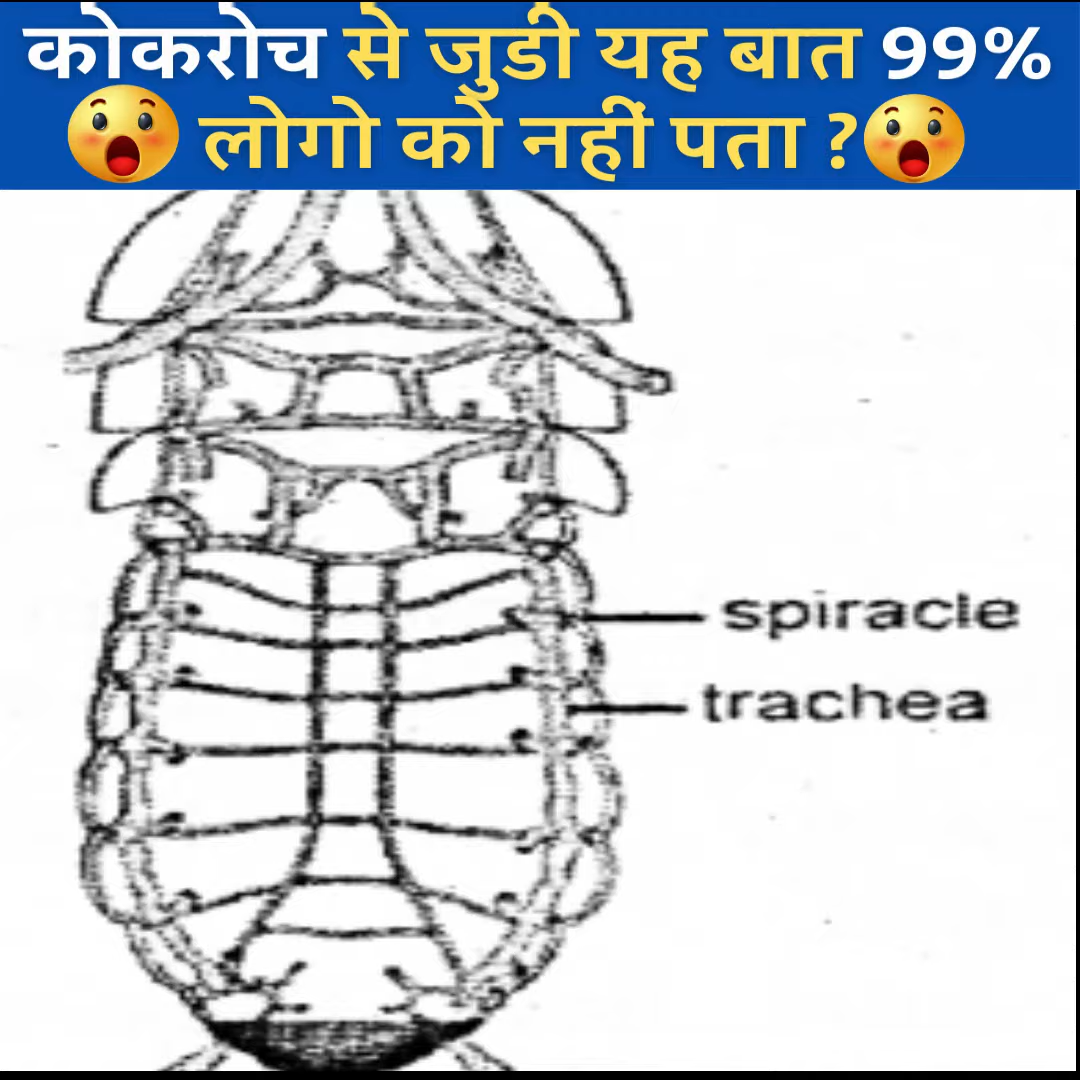 कोकरोच से जुडी यह बात 99%
लोगो को नहीं पता ?
spiracle
trachea